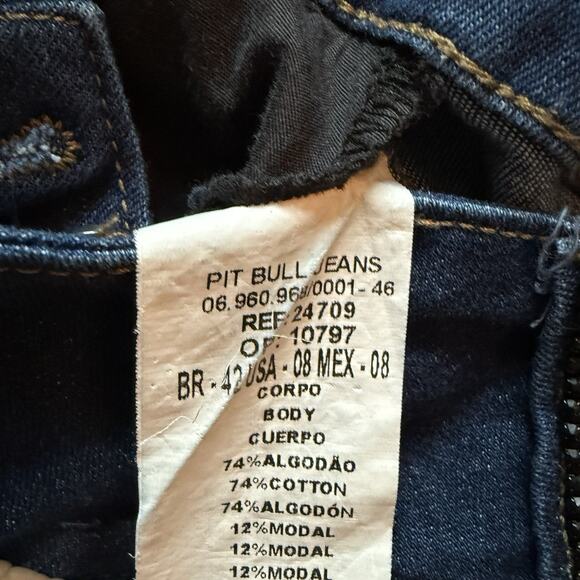 PIT BULL JEANS
06.960.968/0001-46
REF: 24709
OP: 10797
BR - 42 USA - 08 MEX - 08
CORPO
BODY
CUERPO
74%ALGODÃO
74%COTTON
74%ALGODÓN
12%MODAL
12%MODAL
12%MODAL